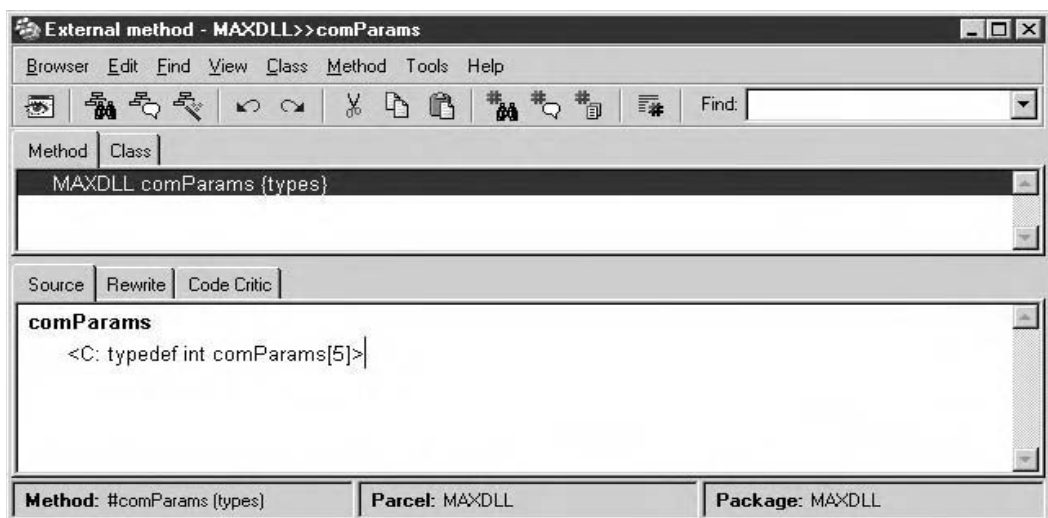 External method - MAXDLL>>comParams
Browser Edit Find View Class Method Tools Help
Find:
Method Class
MAXDLL comParams {types}
Source Rewrite Code Critic
comParams
<C: typedef int comParams[5]>
Method: #comParams (types) Parcel: MAXDLL Package: MAXDLL